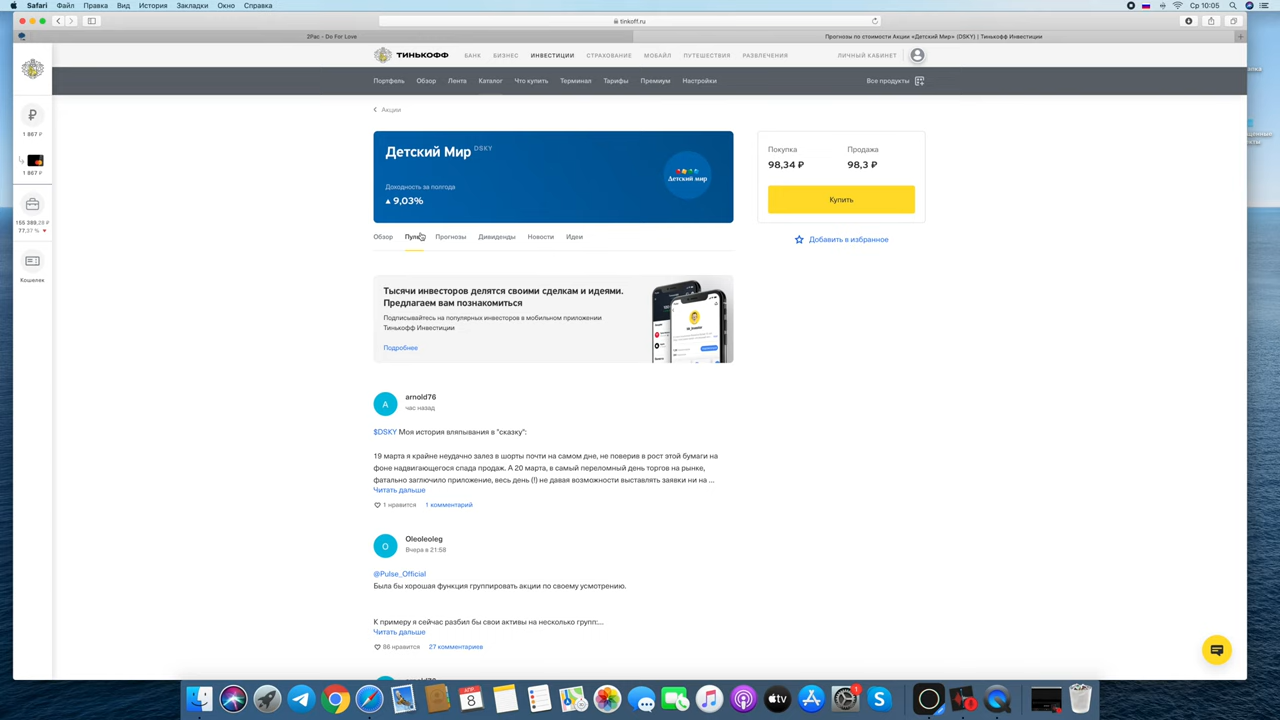 Safari Файл Правка Вид История Закладки Окно Справка
Ср 10:05
tinkoff.ru
2Pac - Do For Love
Прогнозы по стоимости Акции «Детский Мир» (DSKY) | Тинькофф Инвестиции
ТИНЬКОФФ БАНК БИЗНЕС ИНВЕСТИЦИИ СТРАХОВАНИЕ МОБАЙЛ ПУТЕШЕСТВИЯ РАЗВЛЕЧЕНИЯ ЛИЧНЫЙ КАБИНЕТ
Портфель Обзор Лента Каталог Что купить Терминал Тарифы Премиум Настройки Все продукты
1 867 ₽
1 867 ₽
155 389,28 ₽
77,37 %
Кошелек
Акции
Детский Мир DSKY
Доходность за полгода
9,03%
Детский мир
Покупка Продажа
98,34 ₽ 98,3 ₽
Купить
Добавить в избранное
Обзор Прогнозы Дивиденды Новости Идеи
Тысячи инвесторов делятся своими сделками и идеями.
Предлагаем вам познакомиться
Подписывайтесь на популярных инвесторов в мобильном приложении
Тинькофф Инвестиции
Подробнее
A
arnold76
час назад
$DSKY Моя история вляпывания в "сказку":
19 марта я крайне неудачно залез в шорты почти на самом дне, не поверив в рост этой бумаги на
фоне надвигающегося спада продаж. А 20 марта, в самый переломный день торгов на рынке,
фатально заглючило приложение, весь день (!) не давая возможности выставлять заявки ни на ...
Читать дальше
1 нравится 1 комментарий
O
Oleoleoleg
Вчера в 21:58
@Pulse_Official
Была бы хорошая функция группировать акции по своему усмотрению.
К примеру я сейчас разбил бы свои активы на несколько групп:...
Читать дальше
86 нравится 27 комментариев
АПР
8
tv
1